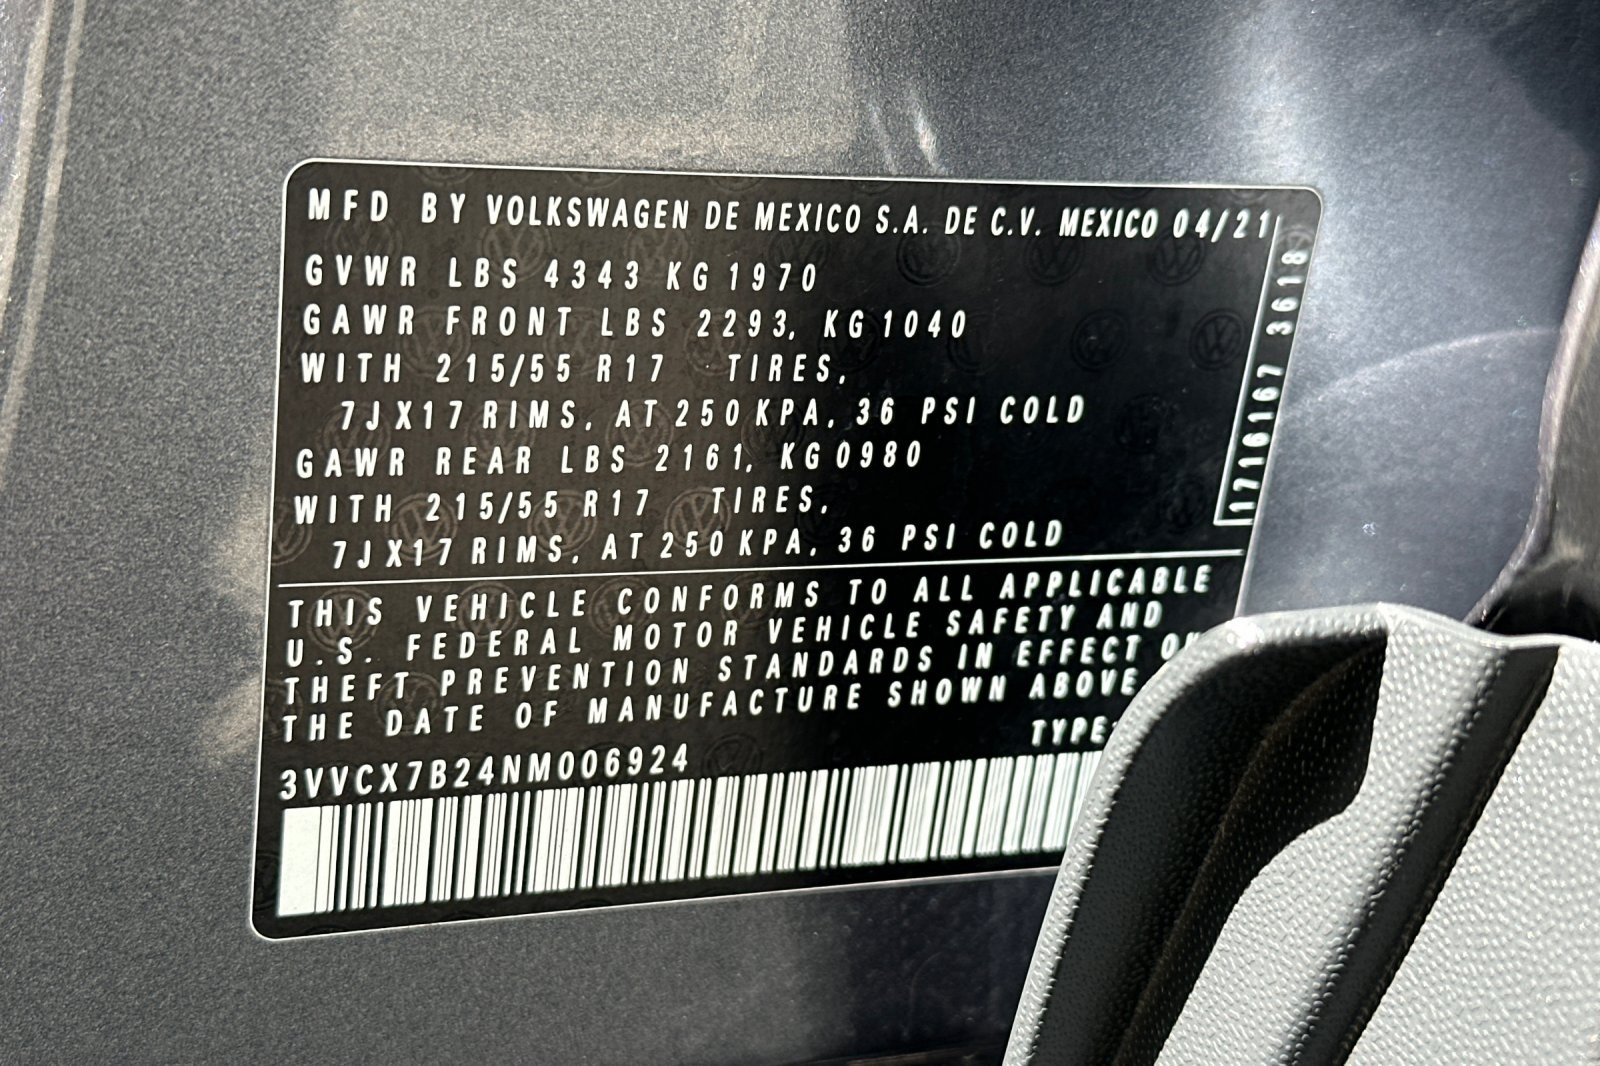 MFD BY VOLKSWAGEN DE MEXICO S.A. DE C.V. MEXICO 04/21
GVWR LBS 4343 KG 1970
GAWR FRONT LBS 2293, KG 1040
WITH 215/55 R17 TIRES,
7JX17 RIMS, AT 250 KPA, 36 PSI COLD
GAWR REAR LBS 2161, KG 0980
WITH 215/55 R17 TIRES,
7JX17 RIMS, AT 250 KPA, 36 PSI COLD
1716167 3618
THIS VEHICLE CONFORMS TO ALL APPLICABLE
U.S. FEDERAL MOTOR VEHICLE SAFETY AND
THEFT PREVENTION STANDARDS IN EFFECT
THE DATE OF MANUFACTURE SHOWN ABOVE
TYPE:
3VVCX7B24NM006924